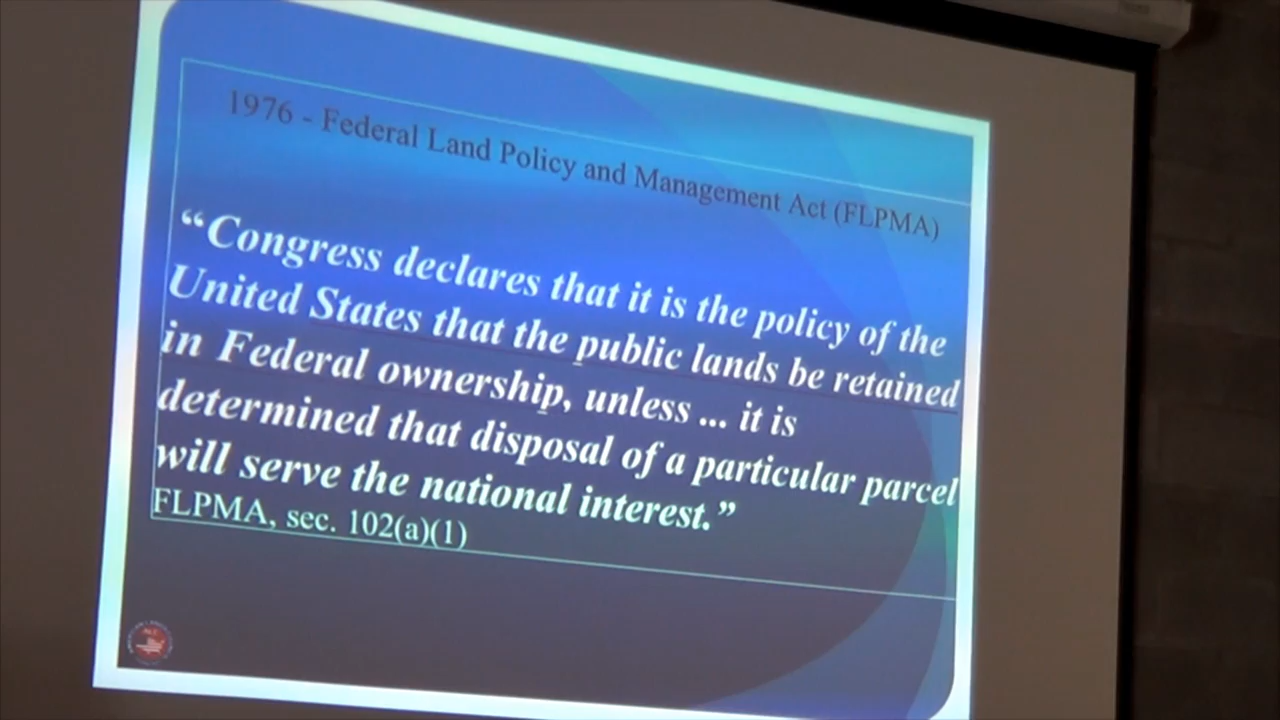 1976 - Federal Land Policy and Management Act (FLPMA)
“Congress declares that it is the policy of the
United States that the public lands be retained
in Federal ownership, unless ... it is
determined that disposal of a particular parcel
will serve the national interest.”
FLPMA, sec. 102(a)(1)